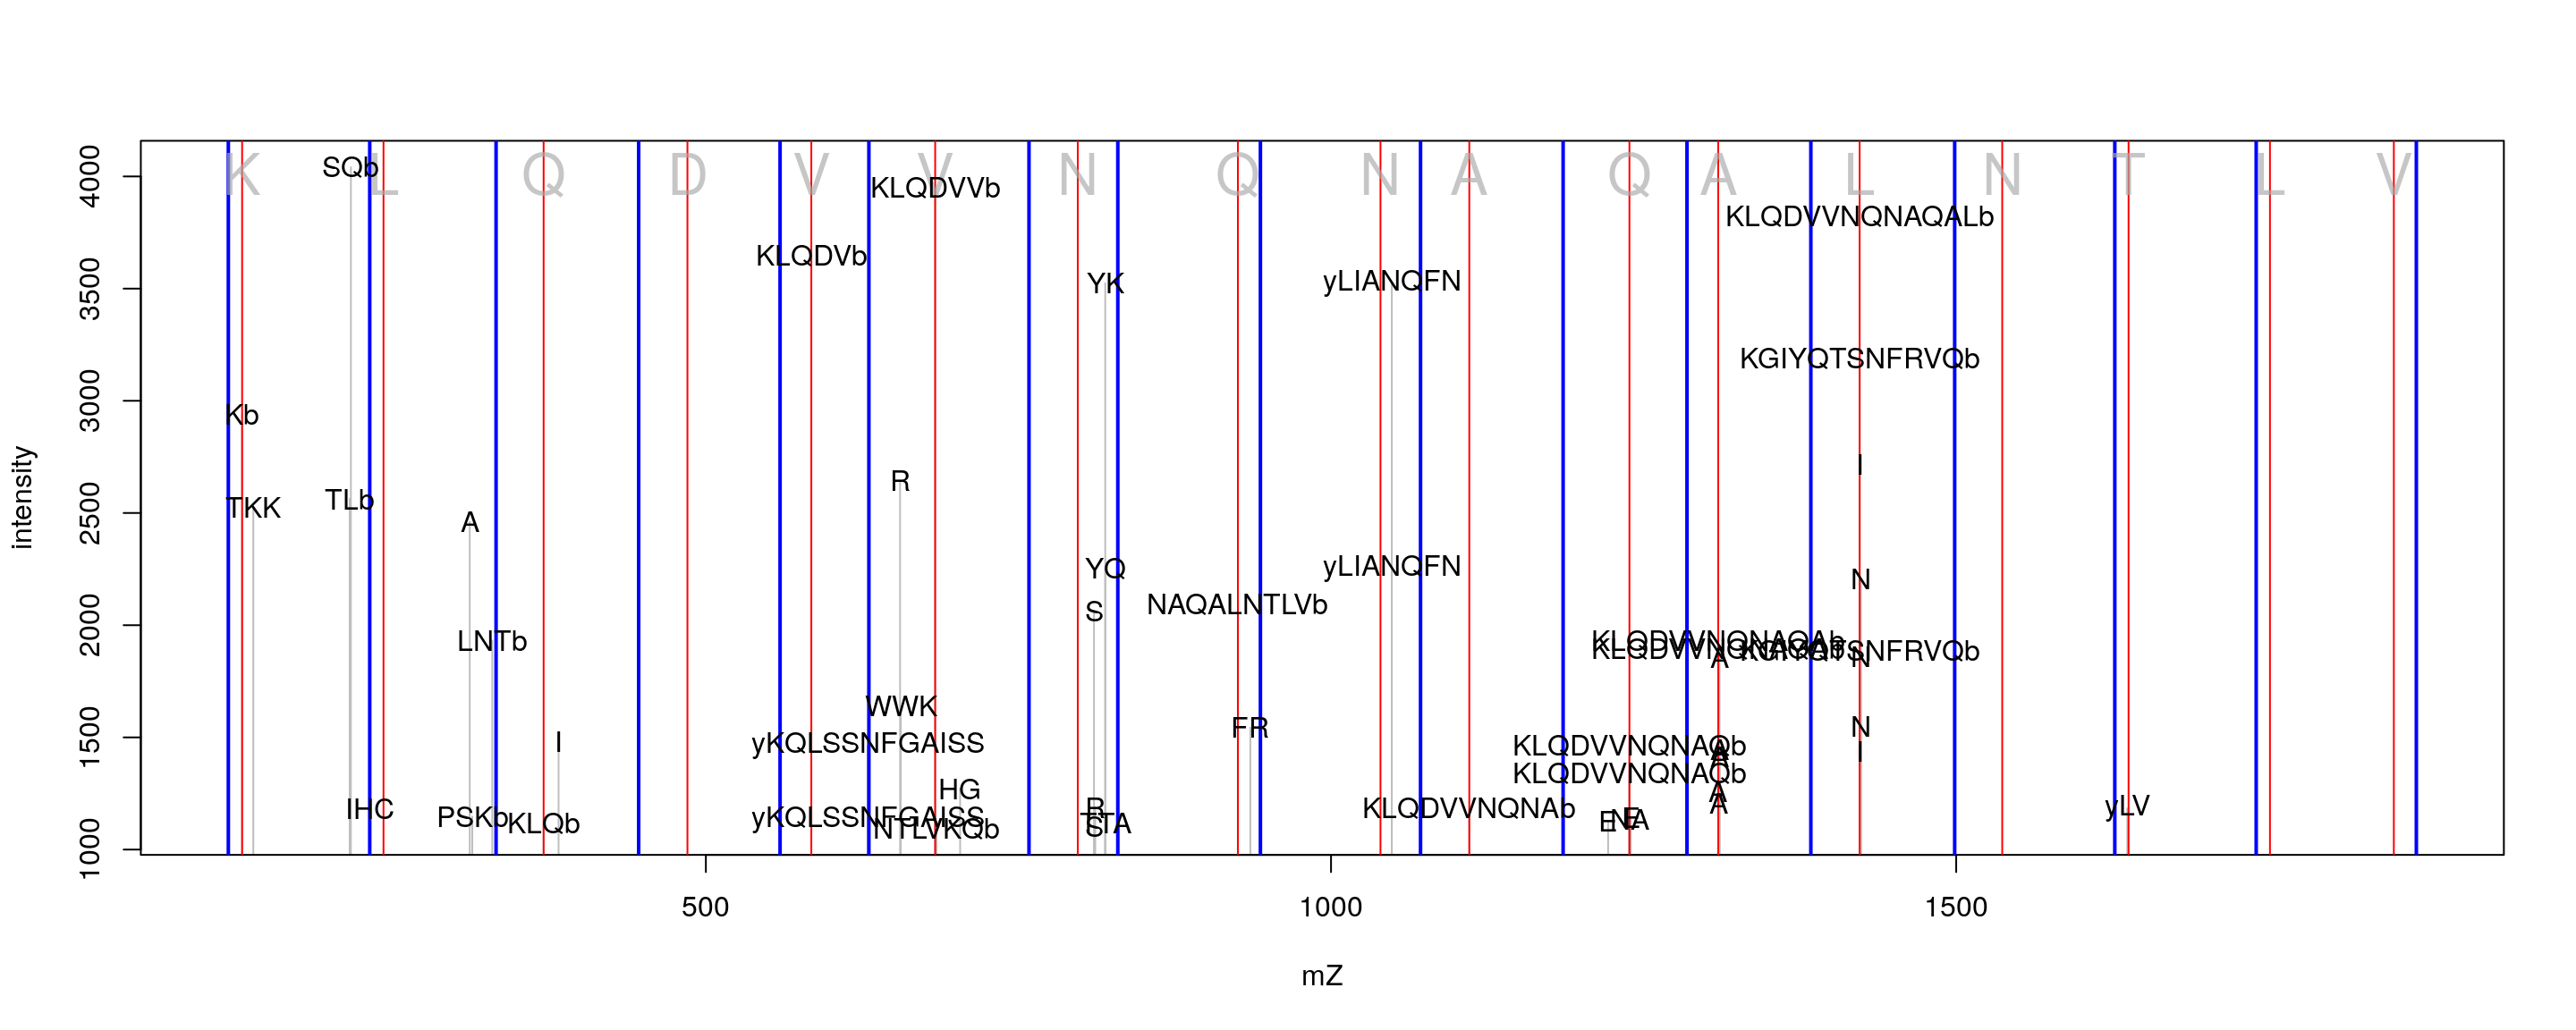 K L Q D V V N Q N A Q A L N T L V
SQb
KLQDVVb
KLQDVVNQNAQALb
KLQDVb
YK
yLIANQFN
KGIYQTSNFRVQb
Kb
I
R
TKK
TLb
A
YQ
yLIANQFN
N
S
NAQALNTLVb
LNTb
KLQDVVNQNAQAb
KLQDVVNQNAQAb
KGIYQTSNFRVQb
A
N
WWK
FR
N
I
yKQLSSNFGAISS
KLQDVVNQNAQb
A
I
KLQDVVNQNAQb
HG
A
A
IHC
R
KLQDVVNQNAb
yLV
PSKb
KLQb
yKQLSSNFGAISS
NTLVKQb
TTA
S
E
NA
E
4000
3500
3000
2500
2000
1500
1000
intensity
500 1000 1500
mZ